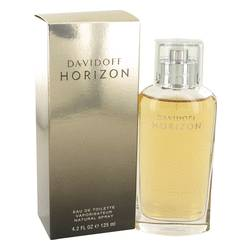 DAVIDOFF
HORIZON
EAU DE TOILETTE
VAPORISATEUR
NATURAL SPRAY
4.2 FL OZ ℮ 125 ml
DAVIDOFF
HORIZON